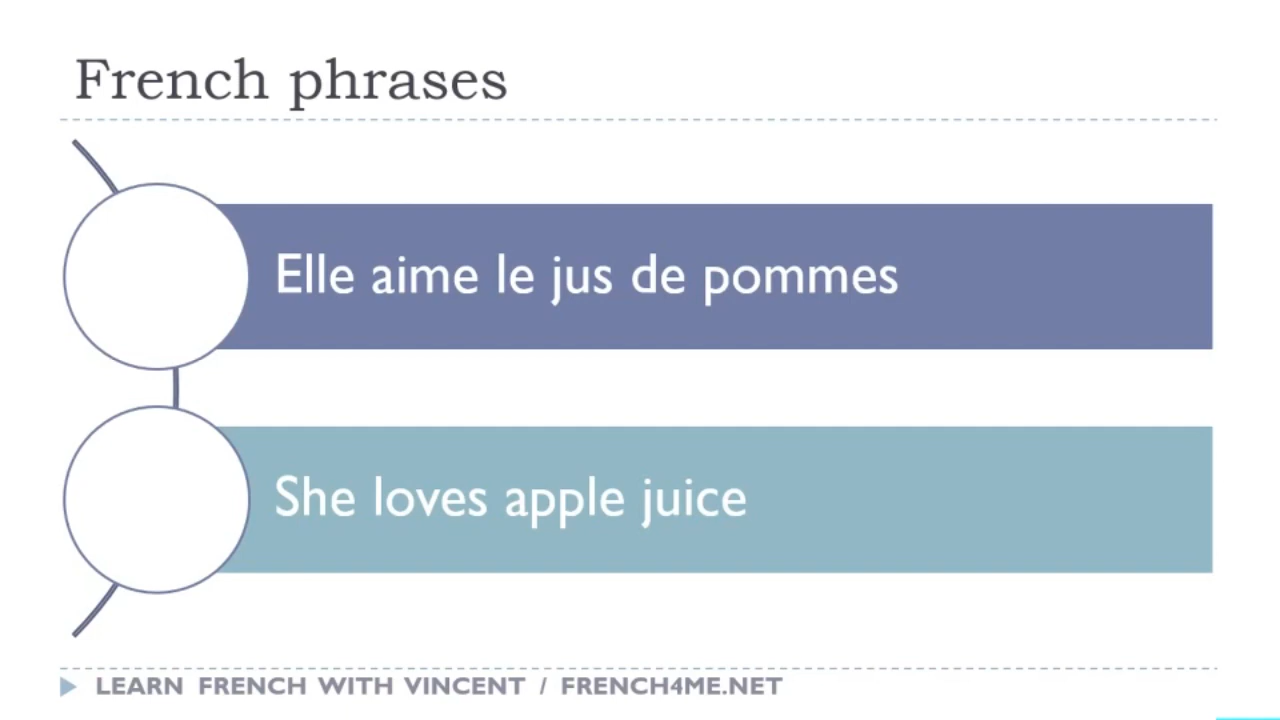 French phrases
Elle aime le jus de pommes
She loves apple juice
LEARN FRENCH WITH VINCENT / FRENCH4ME.NET